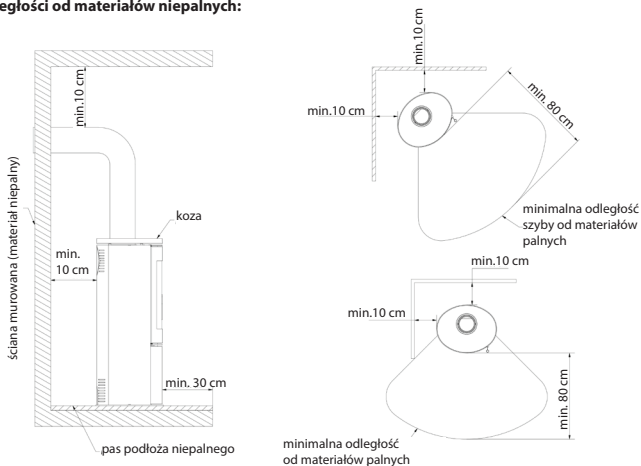 egłości od materiałów niepalnych:
min.10 cm
ściana murowana (materiał niepalny)
koza
min.
10 cm
min. 30 cm
pas podłoża niepalnego
min.10 cm
min.10 cm
min. 80 cm
minimalna odległość
szyby od materiałów
palnych
min.10 cm
min.10 cm
min. 80 cm
minimalna odległość
od materiałów palnych